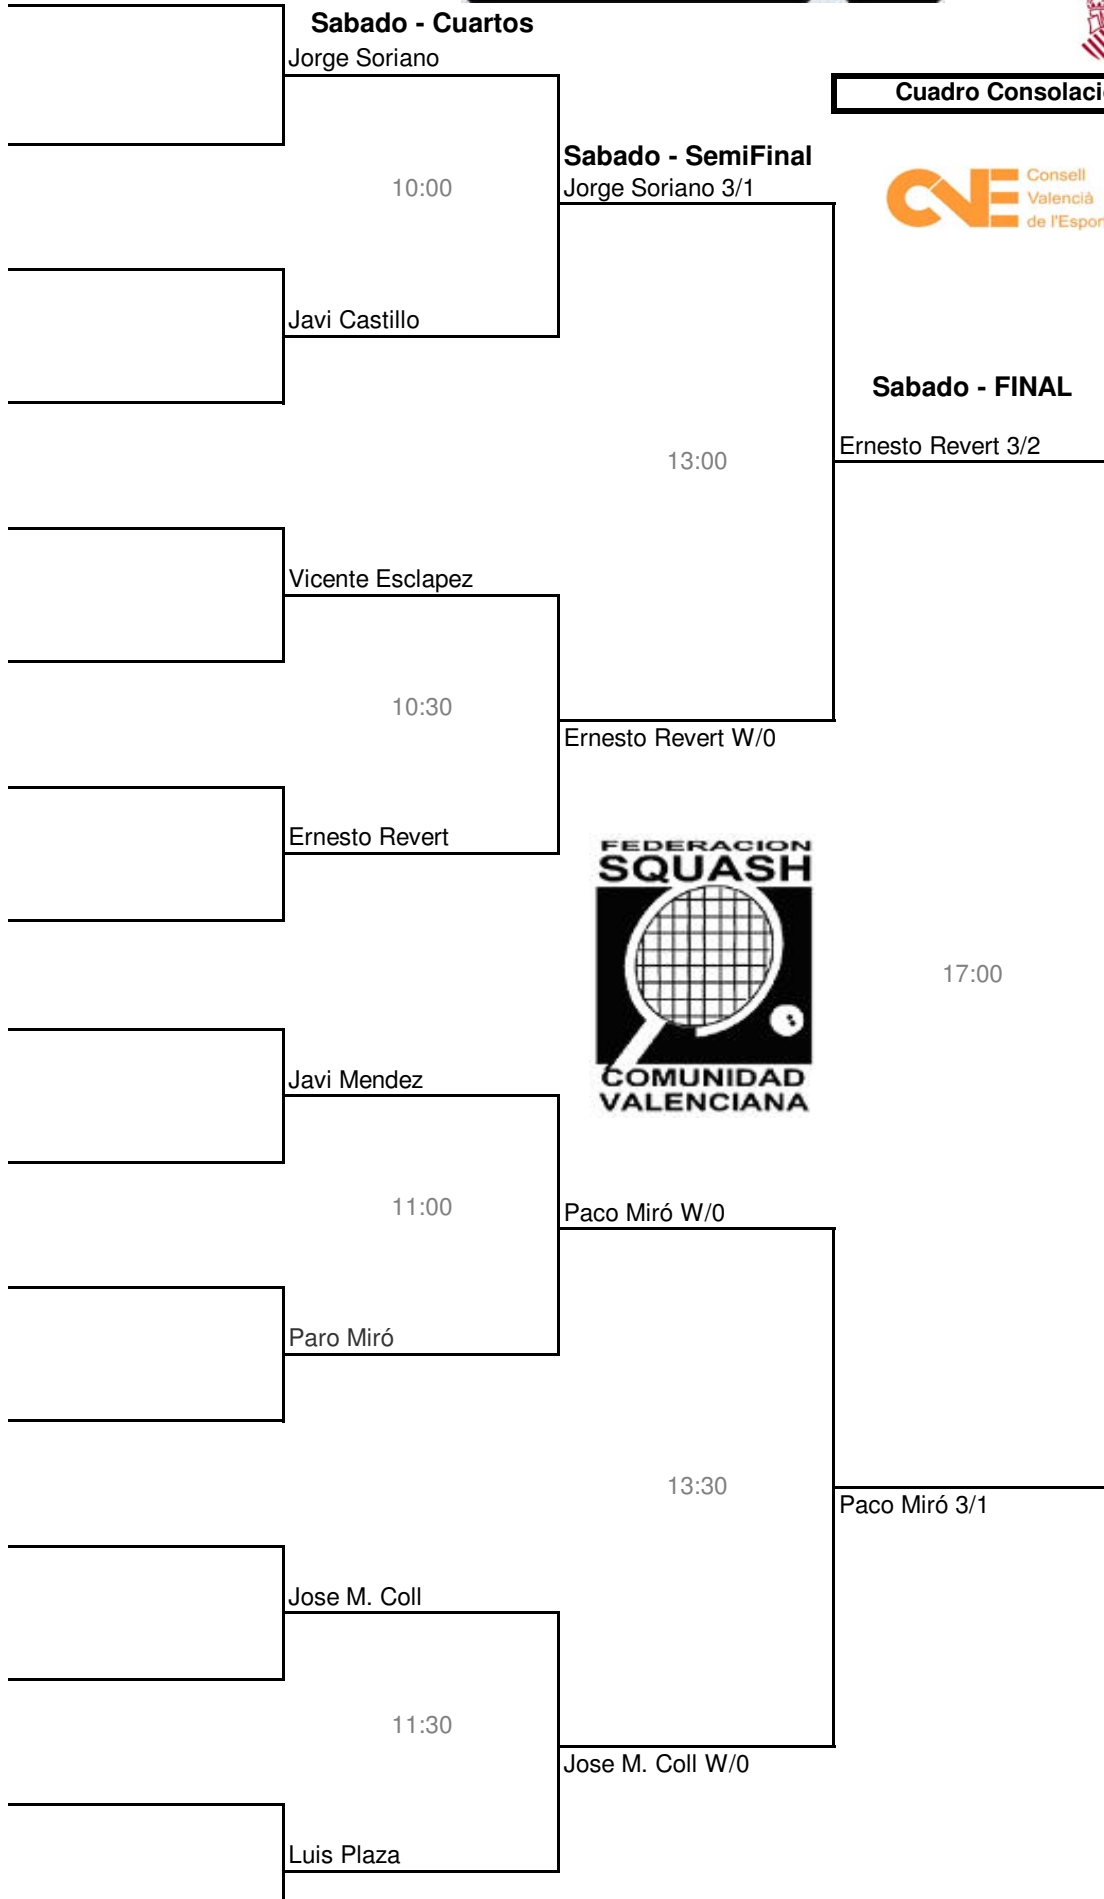 Sabado - Cuartos
Jorge Soriano
Cuadro Consolaci
Sabado - SemiFinal
10:00
Jorge Soriano 3/1
CVE
Consell
Valencià
de l'Espor
Javi Castillo
Sabado - FINAL
13:00
Ernesto Revert 3/2
Vicente Esclapez
10:30
Ernesto Revert W/0
Ernesto Revert
FEDERACION
SQUASH
COMUNIDAD
VALENCIANA
17:00
Javi Mendez
11:00
Paco Miró W/0
Paro Miró
13:30
Paco Miró 3/1
Jose M. Coll
11:30
Jose M. Coll W/0
Luis Plaza